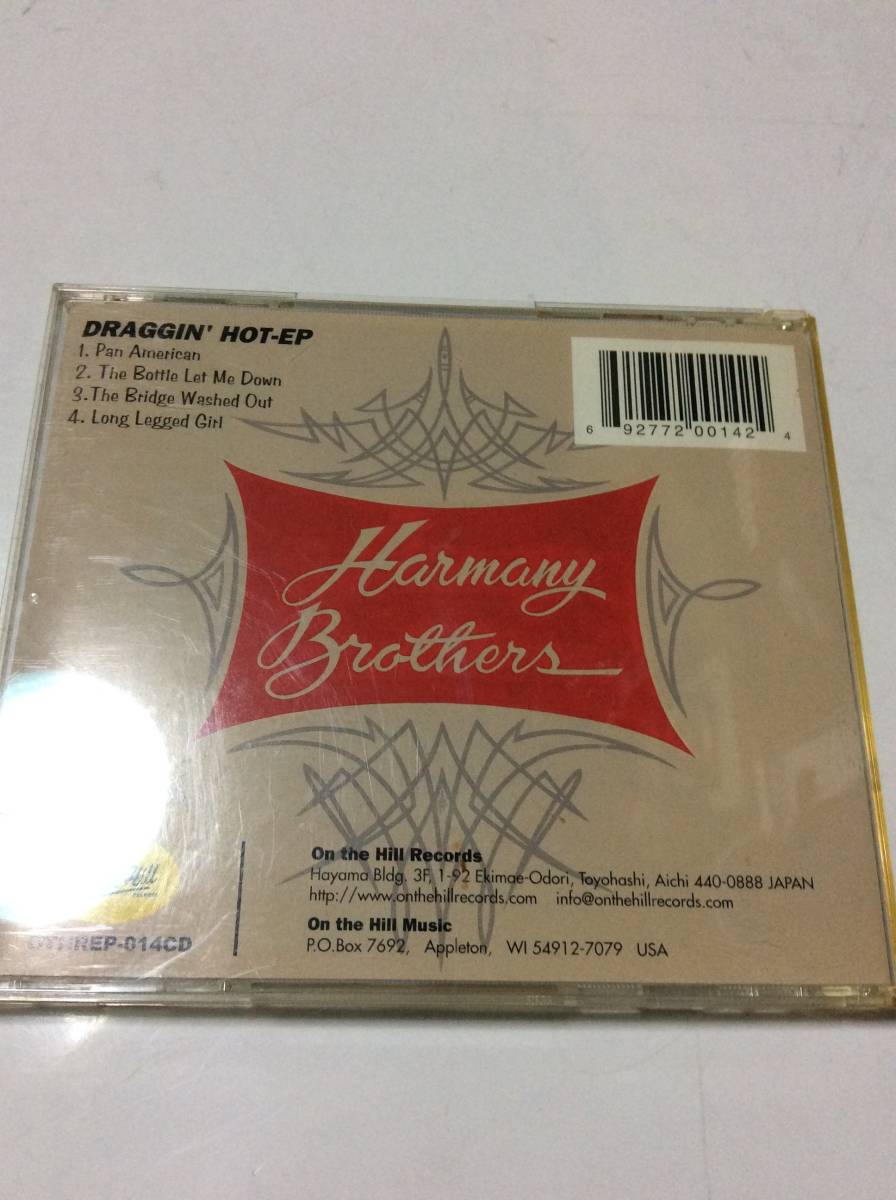 DRAGGIN' HOT-EP
1. Pan American
2. The Bottle Let Me Down
3.The Bridge Washed Out
4. Long Legged Girl
6 92772 00142 4
Harmany
Brothers
Hill
OTHREP-014CD
On the Hill Records
Hayama Bldg. 3F, 1-92 Ekimae-Odori, Toyohashi, Aichi 440-0888 JAPAN
http://www.onthehillrecords.com info@onthehillrecords.com
On the Hill Music
P.O.Box 7692, Appleton, WI 54912-7079 USA